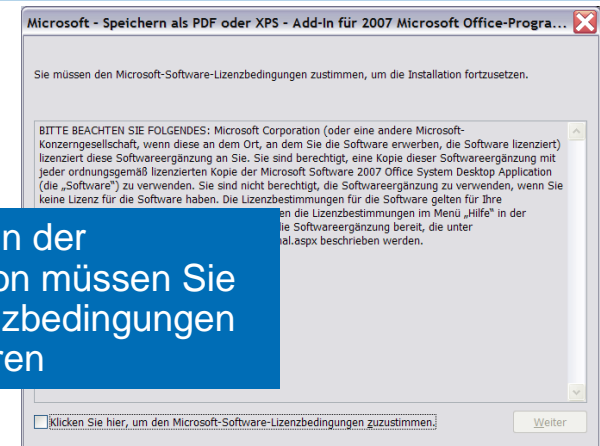 Microsoft - Speichern als PDF oder XPS - Add-In für 2007 Microsoft Office-Progra...
Sie müssen den Microsoft-Software-Lizenzbedingungen zustimmen, um die Installation fortzusetzen.
BITTE BEACHTEN SIE FOLGENDES: Microsoft Corporation (oder eine andere Microsoft-
Konzerngesellschaft, wenn diese an dem Ort, an dem Sie die Software erwerben, die Software lizenziert)
lizenziert diese Softwareergänzung an Sie. Sie sind berechtigt, eine Kopie dieser Softwareergänzung mit
jeder ordnungsgemäß lizenzierten Kopie der Microsoft Software 2007 Office System Desktop Application
(die „Software“) zu verwenden. Sie sind nicht berechtigt, die Softwareergänzung zu verwenden, wenn Sie
keine Lizenz für die Software haben. Die Lizenzbestimmungen für die Software gelten für Ihre
en die Lizenzbestimmungen im Menü „Hilfe“ in der
ie Softwareergänzung bereit, die unter
nal.aspx beschrieben werden.
n der
on müssen Sie
nzbedingungen
ren
Klicken Sie hier, um den Microsoft-Software-Lizenzbedingungen zuzustimmen.
Weiter